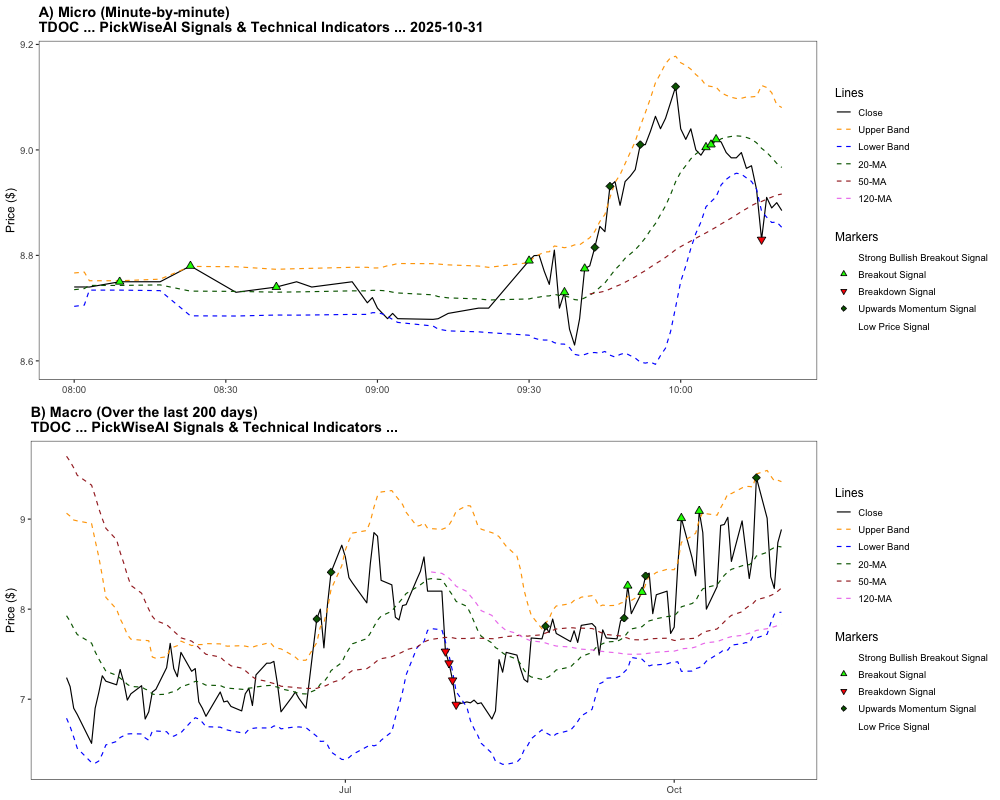 A) Micro (Minute-by-minute)
TDOC ... PickWiseAI Signals & Technical Indicators ... 2025-10-31
Price ($)
9.2
9.0
8.8
8.6
08:00
08:30
09:00
09:30
10:00
Lines
Close
Upper Band
Lower Band
20-MA
50-MA
120-MA
Markers
Strong Bullish Breakout Signal
Breakout Signal
Breakdown Signal
Upwards Momentum Signal
Low Price Signal
B) Macro (Over the last 200 days)
TDOC ... PickWiseAI Signals & Technical Indicators ...
Price ($)
9
8
7
Jul
Oct
Lines
Close
Upper Band
Lower Band
20-MA
50-MA
120-MA
Markers
Strong Bullish Breakout Signal
Breakout Signal
Breakdown Signal
Upwards Momentum Signal
Low Price Signal